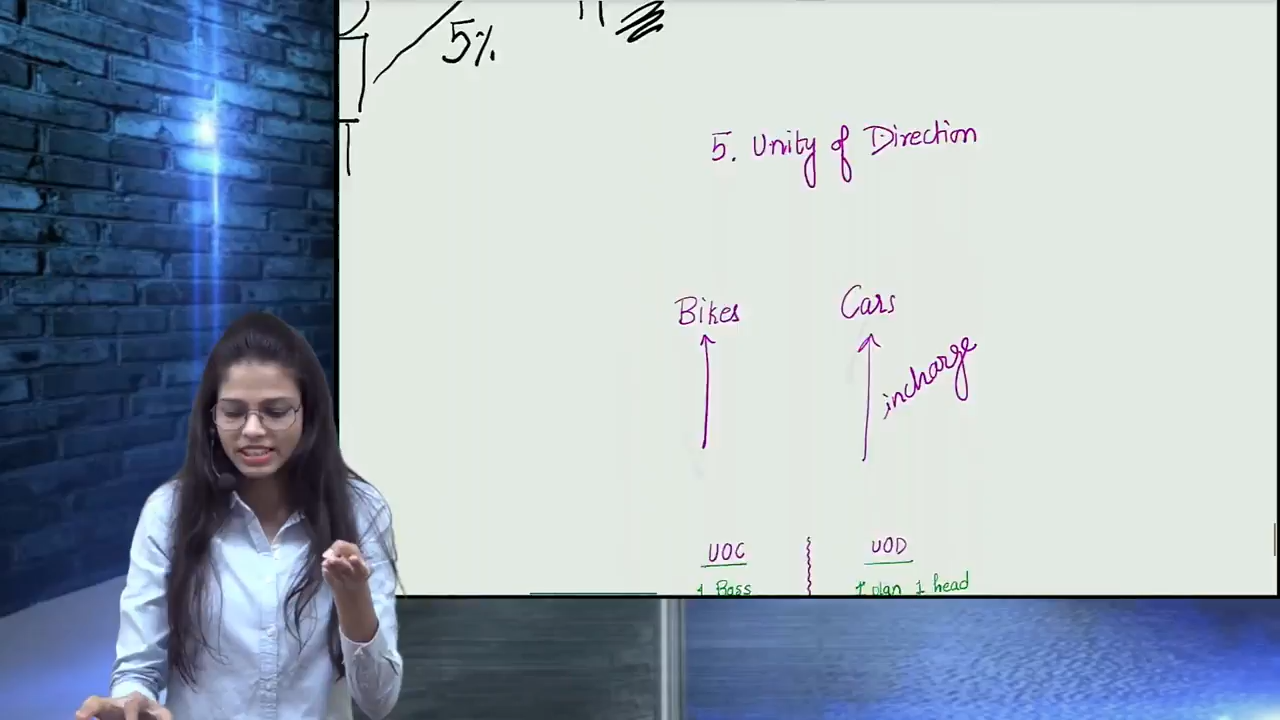 5%
5. Unity of Direction
Bikes
Cars
incharge
UOC
UOD
1 Boss
1 plan 1 head